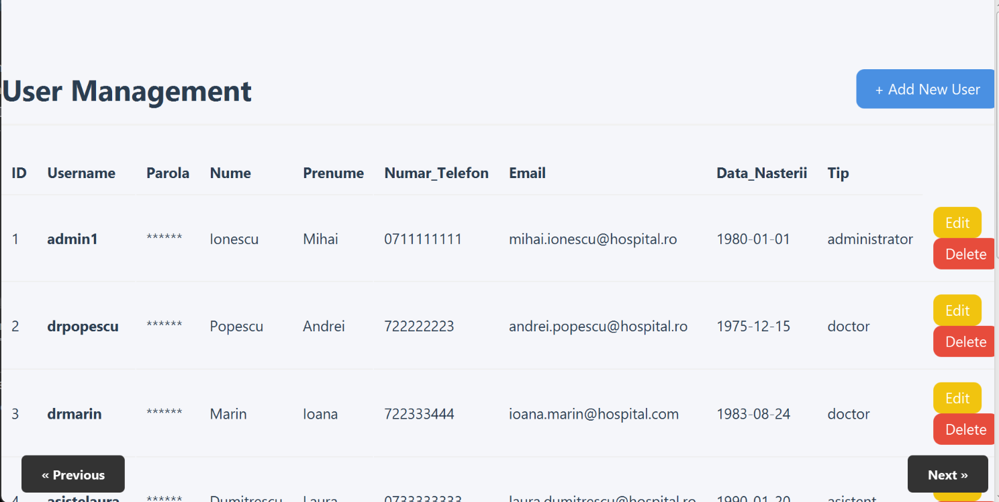 User Management
+ Add New User
ID Username Parola Nume Prenume Numar_Telefon Email Data_Nasterii Tip
1 admin1 ****** Ionescu Mihai 0711111111 mihai.ionescu@hospital.ro 1980-01-01 administrator
Edit
Delete
2 drpopescu ****** Popescu Andrei 722222223 andrei.popescu@hospital.ro 1975-12-15 doctor
Edit
Delete
3 drmarin ****** Marin Ioana 722333444 ioana.marin@hospital.com 1983-08-24 doctor
Edit
Delete
« Previous
Next »
4 asistelaura ****** Dumitrescu Laura 0733333333 laura.dumitrescu@hospital.ro 1990-01-20 asistent